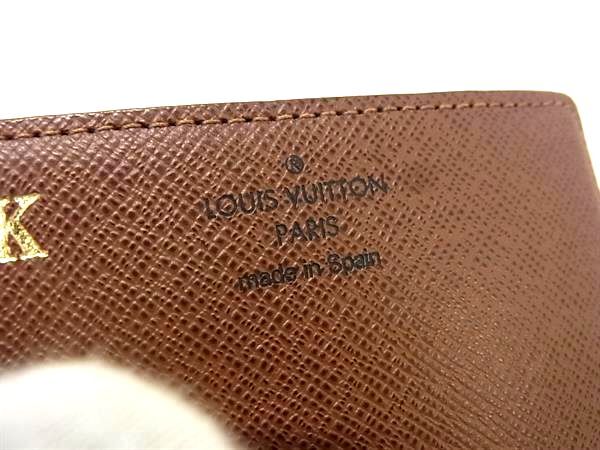 ®
LOUIS VUITTON
PARIS
made in Spain
K